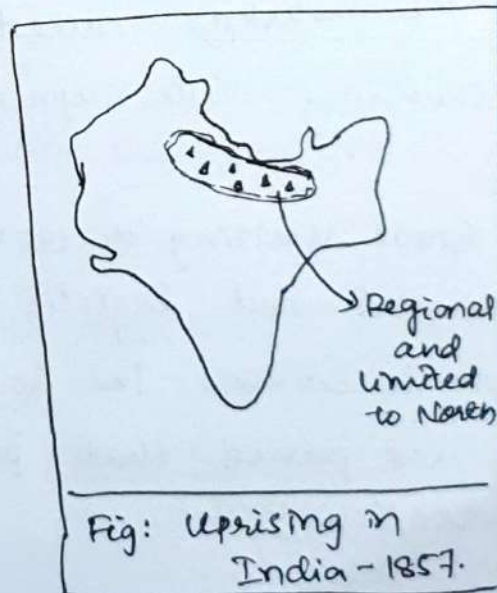 Regional
and
limited
to North
Fig: Uprising in
India - 1857.